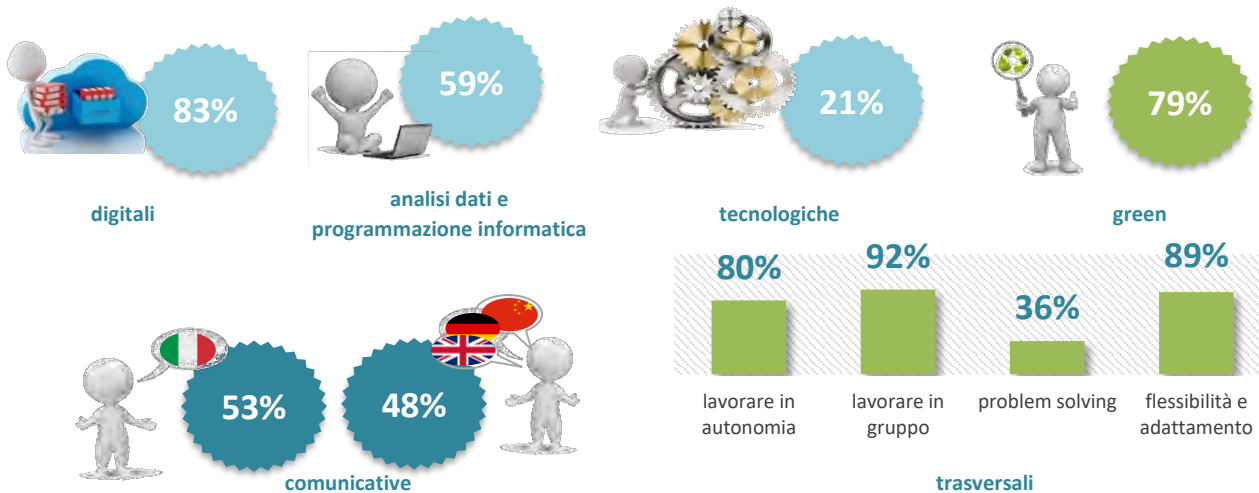 83%
59%
21%
79%
digitali
analisi dati e
programmazione informatica
tecnologiche
green
53%
48%
comunicative
80%
92%
36%
89%
lavorare in
autonomia
lavorare in
gruppo
problem solving
flessibilità e
adattamento
trasversali